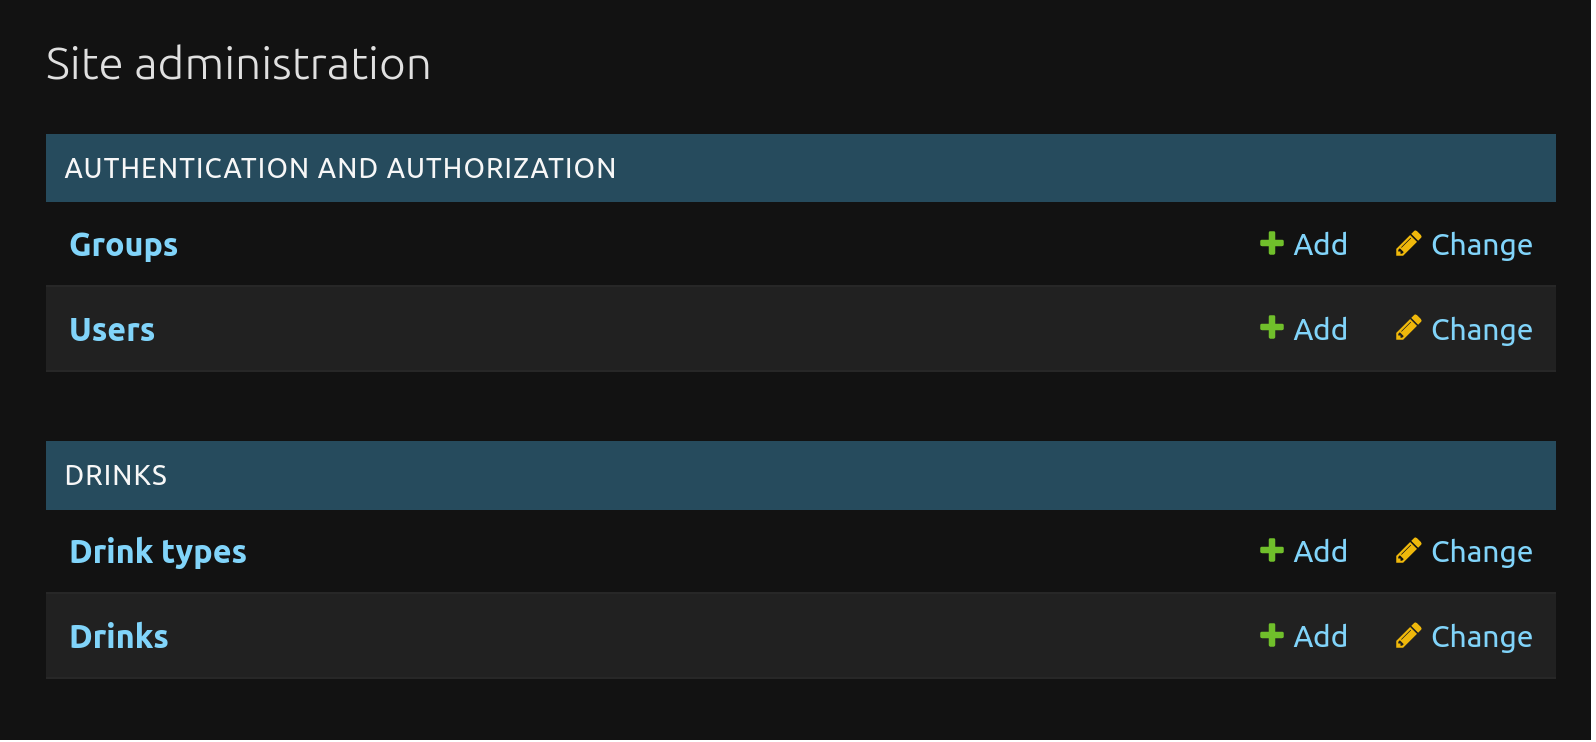 Site administration
AUTHENTICATION AND AUTHORIZATION
Groups Add Change
Users Add Change
DRINKS
Drink types Add Change
Drinks Add Change